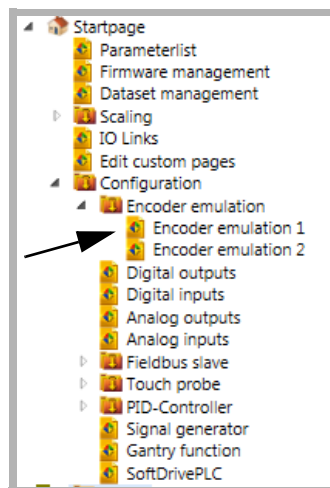 Startpage
Parameterlist
Firmware management
Dataset management
Scaling
IO Links
Edit custom pages
Configuration
Encoder emulation
Encoder emulation 1
Encoder emulation 2
Digital outputs
Digital inputs
Analog outputs
Analog inputs
Fieldbus slave
Touch probe
PID-Controller
Signal generator
Gantry function
SoftDrivePLC